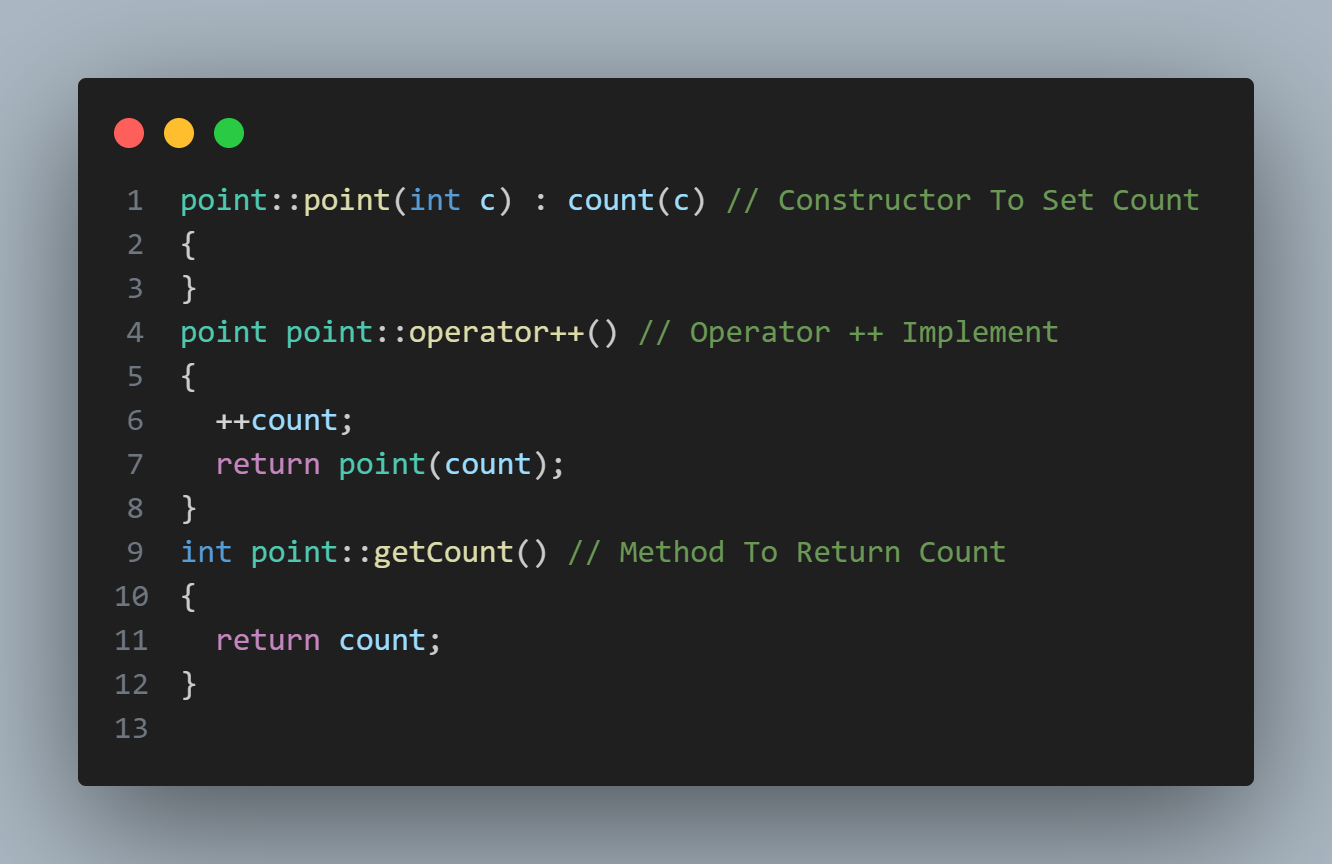 1 point::point(int c) : count(c) // Constructor To Set Count
2 {
3 }
4 point point::operator++() // Operator ++ Implement
5 {
6   ++count;
7   return point(count);
8 }
9 int point::getCount() // Method To Return Count
10 {
11   return count;
12 }
13